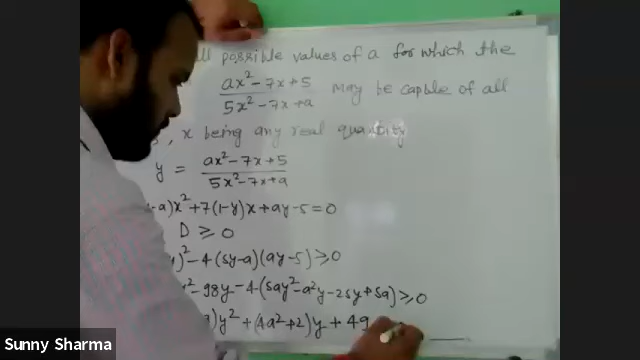 ll possible values of a for which the
ax²-7x+5 / 5x²-7x+a may be capable of all
, x being any real quantity
y = ax²-7x+5 / 5x²-7x+a
-a)x²+7(1-y)x+ay-5=0
D ≥ 0
)²-4(5y-a)(ay-5)≥0
y²-98y-4(5ay²-a²y-25y+5a)≥0
)y²+(4a²+2)y+49
Sunny Sharma